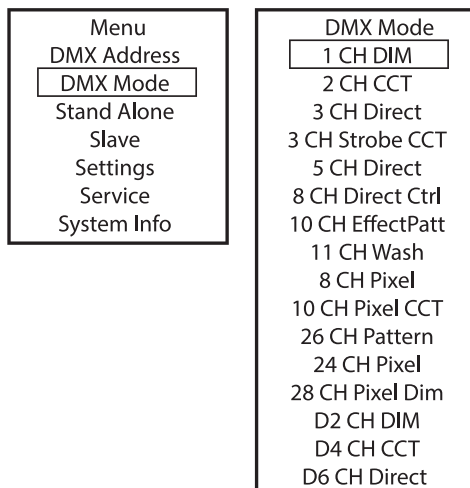 Menu
DMX Address
DMX Mode
Stand Alone
Slave
Settings
Service
System Info
DMX Mode
1 CH DIM
2 CH CCT
3 CH Direct
3 CH Strobe CCT
5 CH Direct
8 CH Direct Ctrl
10 CH EffectPatt
11 CH Wash
8 CH Pixel
10 CH Pixel CCT
26 CH Pattern
24 CH Pixel
28 CH Pixel Dim
D2 CH DIM
D4 CH CCT
D6 CH Direct